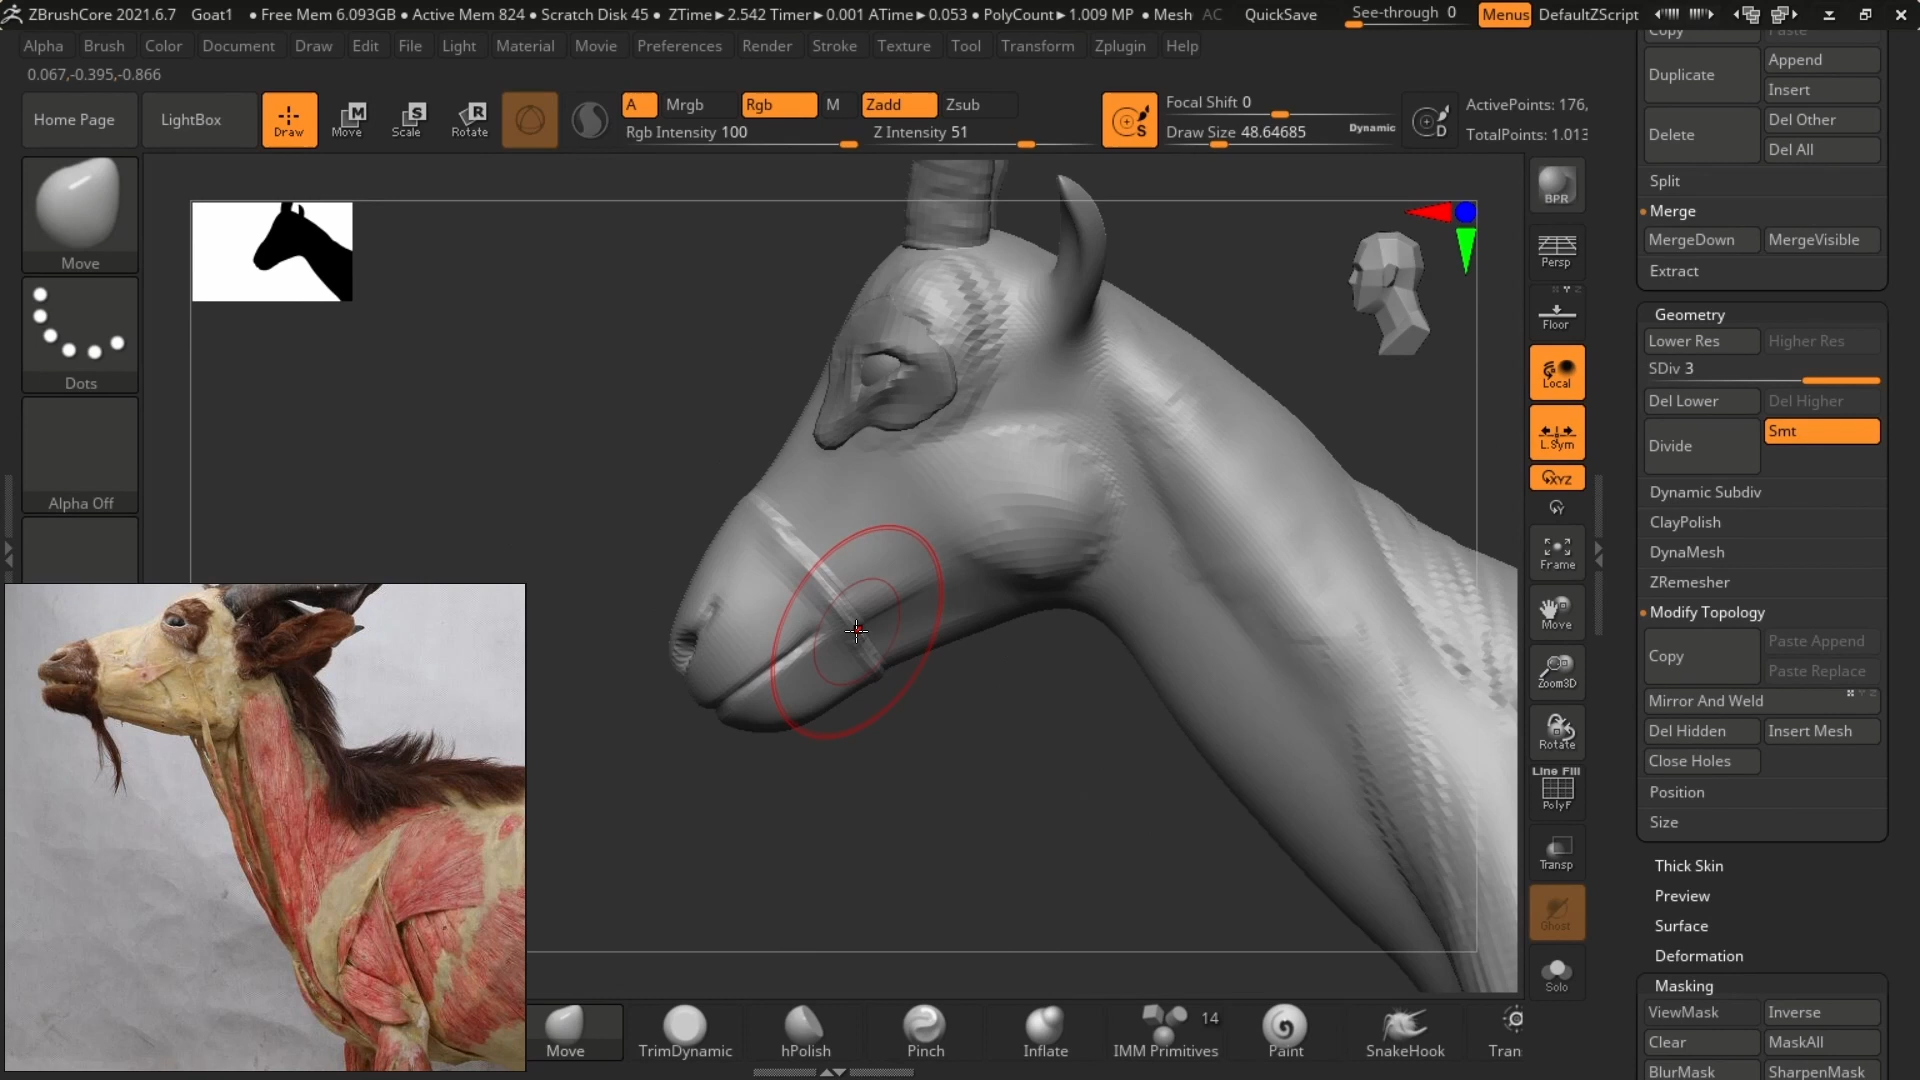 ZBrushCore 2021.6.7 Goat1 ● Free Mem 6.093GB ● Active Mem 824 ● Scratch Disk 45 ● ZTime►2.542 Timer►0.001 ATime►0.053 ● PolyCount►1.009 MP ● Mesh AC QuickSave See-through 0 Menus DefaultZScript
Alpha Brush Color Document Draw Edit File Light Material Movie Preferences Render Stroke Texture Tool Transform Zplugin Help
0.067,-0.395,-0.866
Home Page
LightBox
Draw
Move
Scale
Rotate
A Mrgb Rgb M Zadd Zsub
Rgb Intensity 100 Z Intensity 51
Focal Shift 0
Draw Size 48.64685 Dynamic
ActivePoints: 176,
TotalPoints: 1.013
Move
Dots
Alpha Off
BPR
Persp
Floor
Local
L.Sym
XYZ
Frame
Move
Zoom3D
Rotate
Line Fill
PolyF
Transp
Ghost
Solo
Copy Paste
Duplicate
Append
Insert
Delete
Del Other
Del All
Split
Merge
MergeDown MergeVisible
Extract
Geometry
Lower Res Higher Res
SDiv 3
Del Lower Del Higher
Divide
Smt
Dynamic Subdiv
ClayPolish
DynaMesh
ZRemesher
Modify Topology
Copy
Paste Append
Paste Replace
Mirror And Weld
Del Hidden Insert Mesh
Close Holes
Position
Size
Thick Skin
Preview
Surface
Deformation
Masking
ViewMask Inverse
Clear MaskAll
BlurMask SharpenMask
Move TrimDynamic hPolish Pinch Inflate IMM Primitives 14 Paint SnakeHook Tran